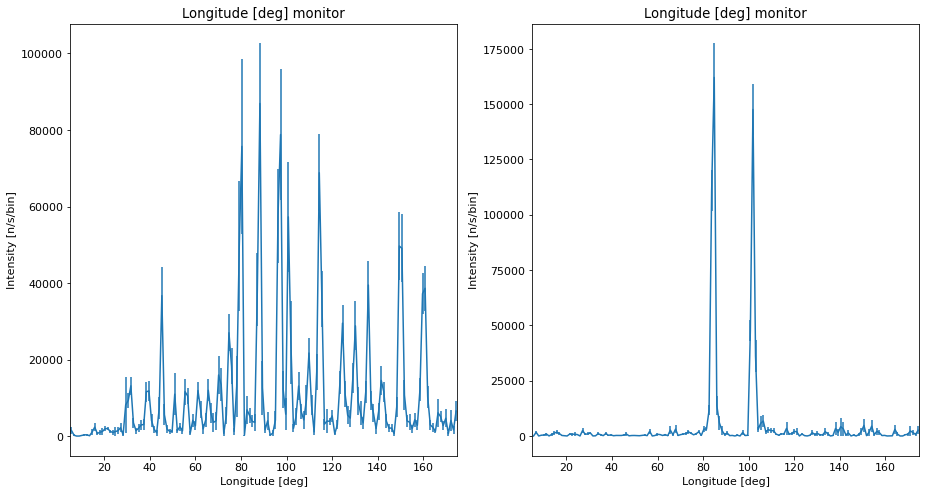 Longitude [deg] monitor
Intensity [n/s/bin]
100000
80000
60000
40000
20000
0
20 40 60 80 100 120 140 160
Longitude [deg]
Longitude [deg] monitor
Intensity [n/s/bin]
175000
150000
125000
100000
75000
50000
25000
0
20 40 60 80 100 120 140 160
Longitude [deg]